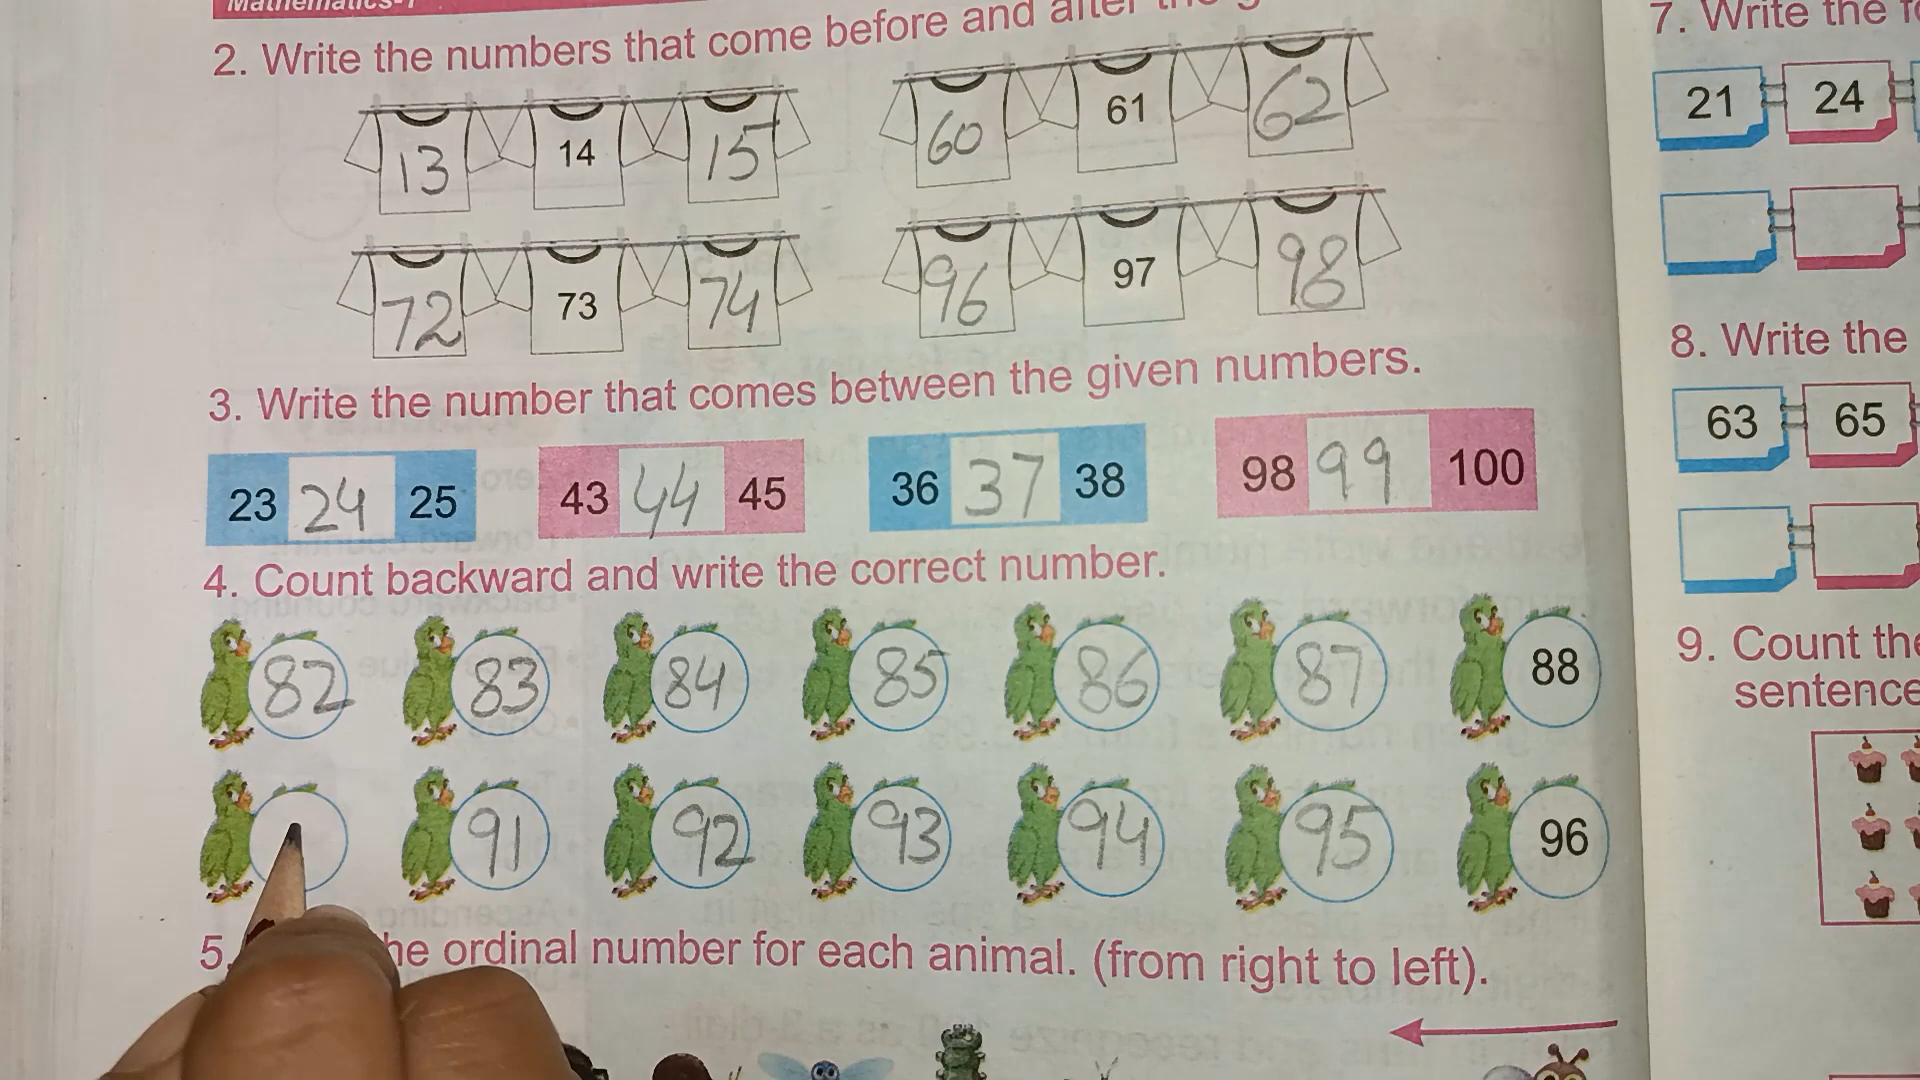 Mathematics-1
2. Write the numbers that come before and after the
13 14 15 60 61 62
72 73 74 96 97 98
3. Write the number that comes between the given numbers.
23 24 25 43 44 45 36 37 38 98 99 100
4. Count backward and write the correct number.
82 83 84 85 86 87 88
91 92 93 94 95 96
5. he ordinal number for each animal. (from right to left).
7. Write the fo
21 24
8. Write the
63 65
9. Count the
sentence